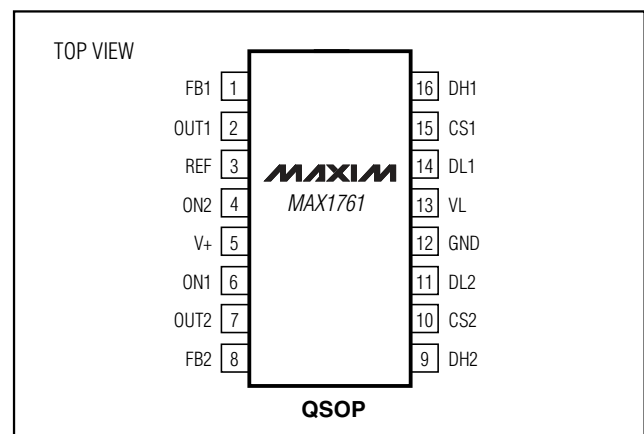 TOP VIEW
FB1 1 16 DH1
OUT1 2 15 CS1
REF 3 14 DL1
MAXIM
ON2 4 MAX1761 13 VL
V+ 5 12 GND
ON1 6 11 DL2
OUT2 7 10 CS2
FB2 8 9 DH2
QSOP